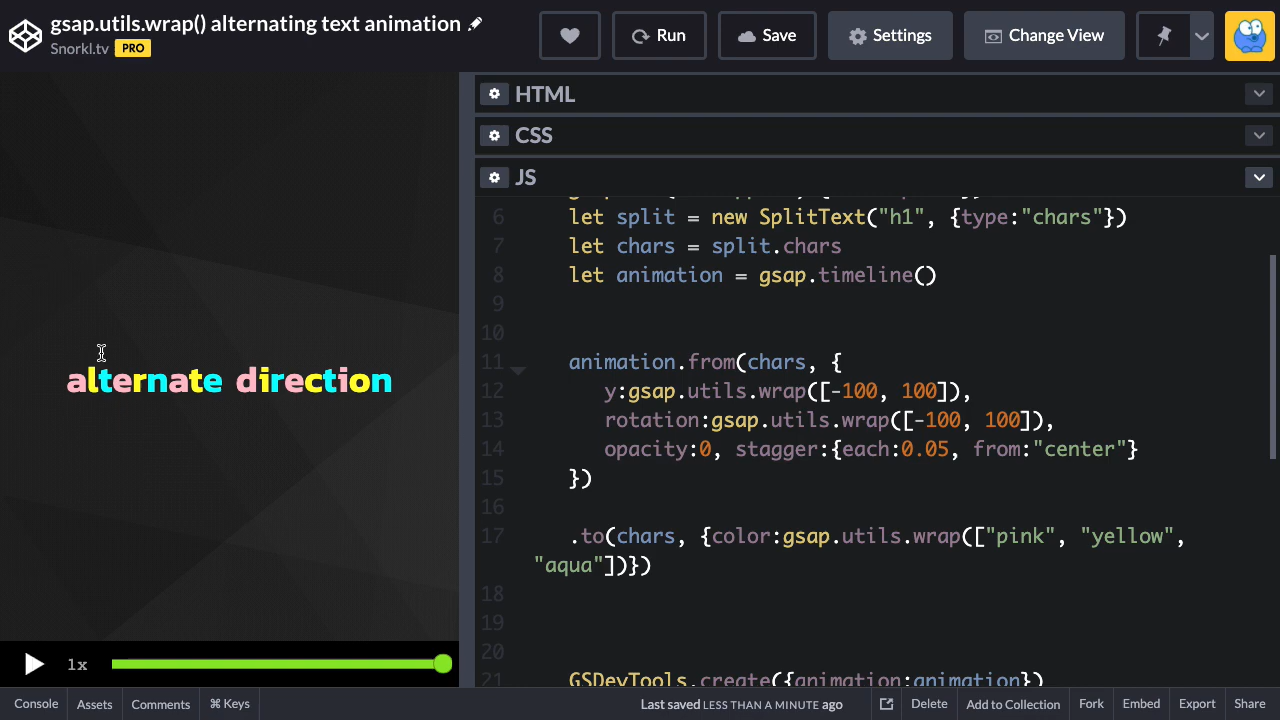 gsap.utils.wrap() alternating text animation
Snorkl.tv PRO
Run
Save
Settings
Change View
HTML
CSS
JS
6 let split = new SplitText("h1", {type:"chars"})
7 let chars = split.chars
8 let animation = gsap.timeline()
9
10
11 animation.from(chars, {
12 y:gsap.utils.wrap([-100, 100]),
13 rotation:gsap.utils.wrap([-100, 100]),
14 opacity:0, stagger:{each:0.05, from:"center"}
15 })
16
17 .to(chars, {color:gsap.utils.wrap(["pink", "yellow",
"aqua"])})
18
19
20
21 GSDevTools.create({animation:animation})
alternate direction
1x
Console
Assets
Comments
⌘ Keys
Last saved LESS THAN A MINUTE ago
Delete
Add to Collection
Fork
Embed
Export
Share